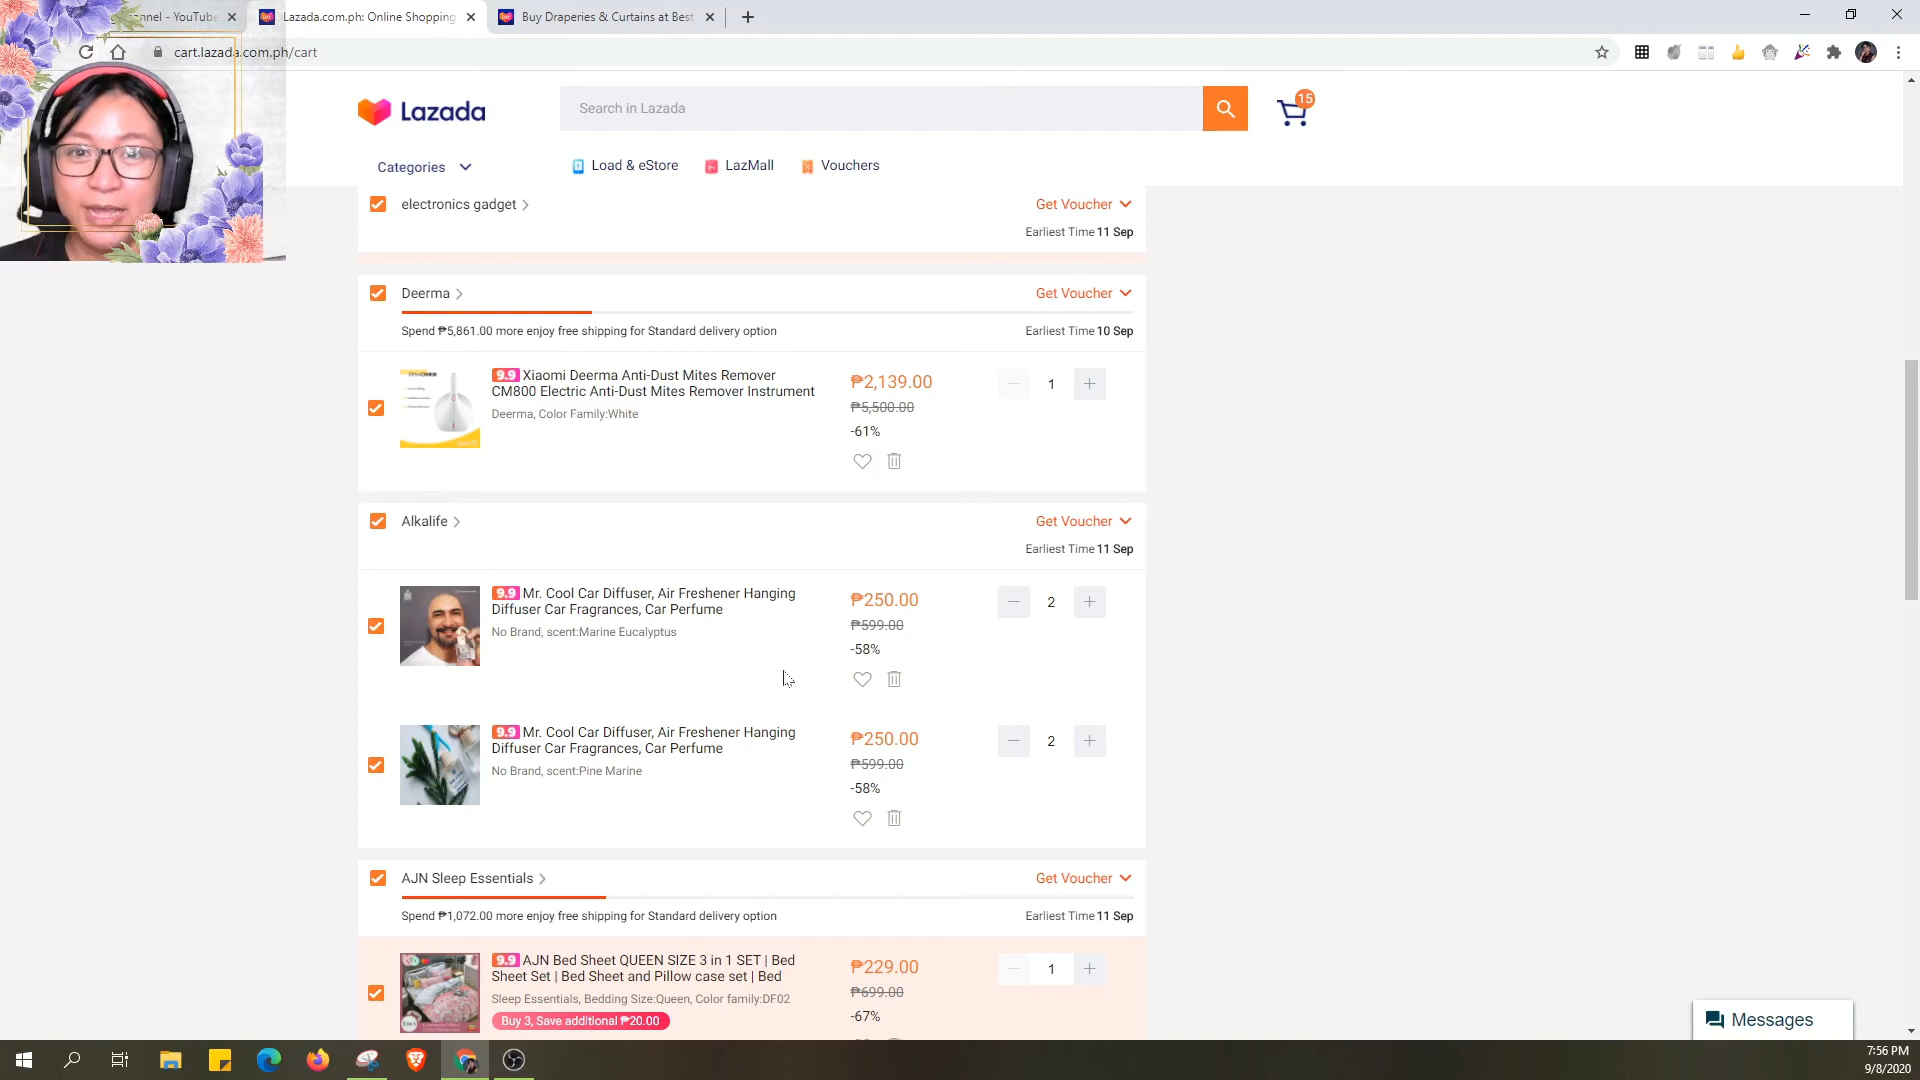 nnel - YouTube
Lazada.com.ph: Online Shopping
Buy Draperies & Curtains at Best
cart.lazada.com.ph/cart
Lazada
Search in Lazada
15
Categories
Load & eStore
LazMall
Vouchers
electronics gadget
Get Voucher
Earliest Time 11 Sep
Deerma
Get Voucher
Spend ₱5,861.00 more enjoy free shipping for Standard delivery option
Earliest Time 10 Sep
9.9 Xiaomi Deerma Anti-Dust Mites Remover
CM800 Electric Anti-Dust Mites Remover Instrument
Deerma, Color Family:White
₱2,139.00
₱5,500.00
-61%
1
Alkalife
Get Voucher
Earliest Time 11 Sep
9.9 Mr. Cool Car Diffuser, Air Freshener Hanging
Diffuser Car Fragrances, Car Perfume
No Brand, scent:Marine Eucalyptus
₱250.00
₱599.00
-58%
2
9.9 Mr. Cool Car Diffuser, Air Freshener Hanging
Diffuser Car Fragrances, Car Perfume
No Brand, scent:Pine Marine
₱250.00
₱599.00
-58%
2
AJN Sleep Essentials
Get Voucher
Spend ₱1,072.00 more enjoy free shipping for Standard delivery option
Earliest Time 11 Sep
9.9 AJN Bed Sheet QUEEN SIZE 3 in 1 SET | Bed
Sheet Set | Bed Sheet and Pillow case set | Bed
Sleep Essentials, Bedding Size:Queen, Color family:DF02
Buy 3, Save additional ₱20.00
₱229.00
₱699.00
-67%
1
Messages
7:56 PM
9/8/2020